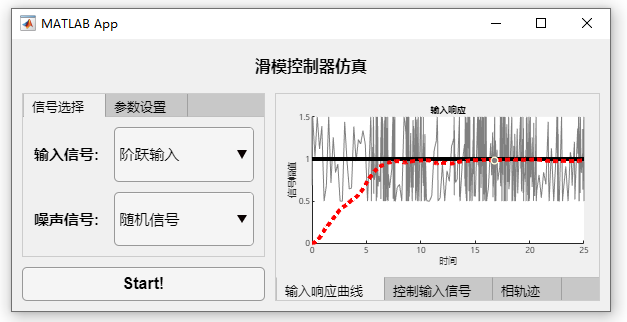 MATLAB App
滑模控制器仿真
信号选择 参数设置
输入信号: 阶跃输入
噪声信号: 随机信号
Start!
输入响应
信号幅值
1.5
1
0.5
0
0 5 10 15 20 25
时间
输入响应曲线 控制输入信号 相轨迹